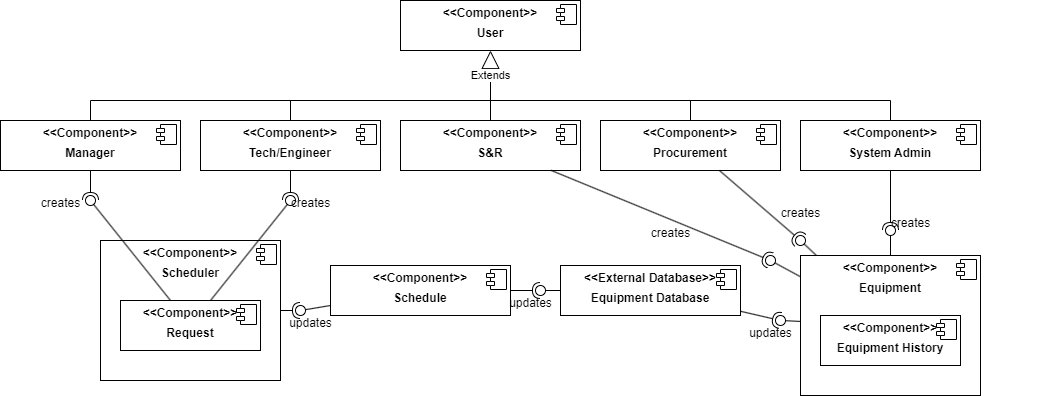 <<Component>>
User
Extends
<<Component>>
Manager
<<Component>>
Tech/Engineer
<<Component>>
S&R
<<Component>>
Procurement
<<Component>>
System Admin
creates
creates
creates
creates
creates
<<Component>>
Scheduler
<<Component>>
Request
updates
<<Component>>
Schedule
updates
<<External Database>>
Equipment Database
updates
<<Component>>
Equipment
<<Component>>
Equipment History